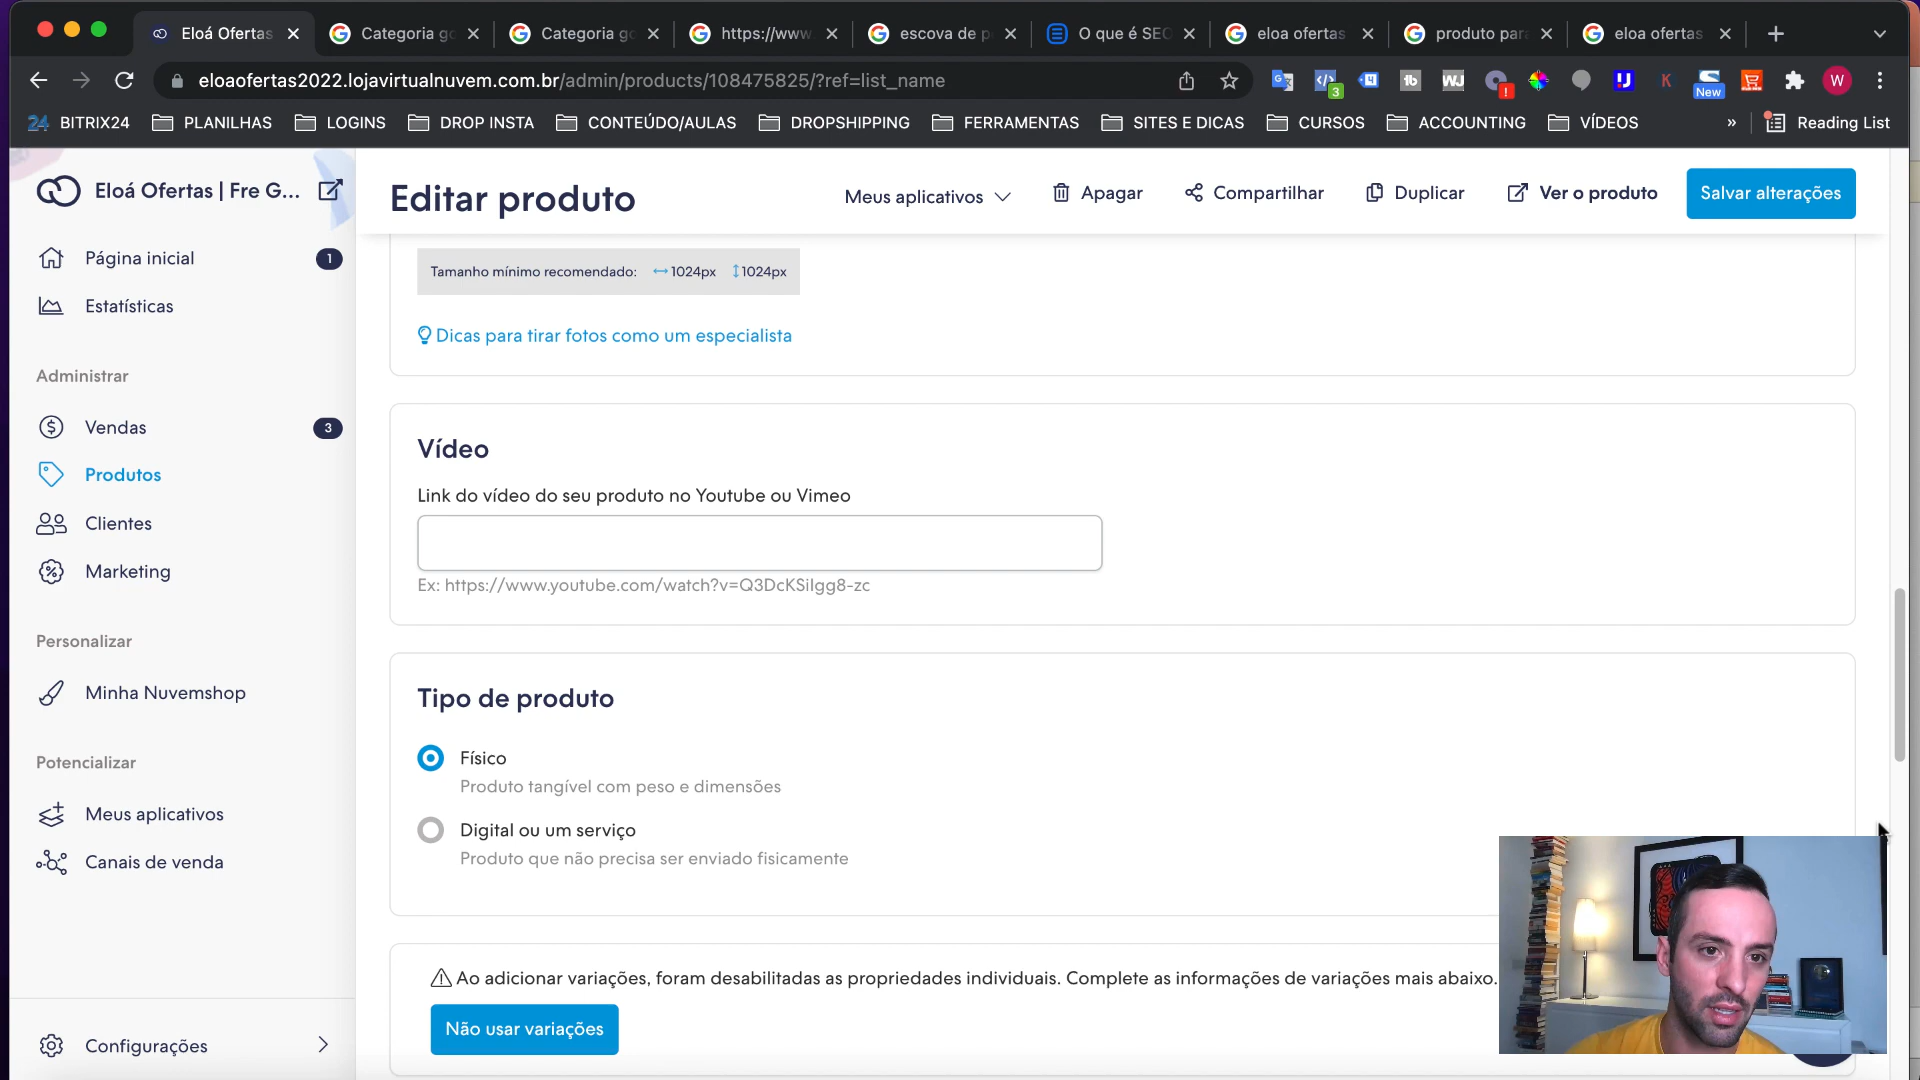 Eloá Ofertas
Categoria go
Categoria go
https://www
escova de p
O que é SEO
eloa ofertas
produto para
eloa ofertas
eloaofertas2022.lojavirtualnuvem.com.br/admin/products/108475825/?ref=list_name
3
tb
WJ
!
K
New
W
24 BITRIX24
PLANILHAS
LOGINS
DROP INSTA
CONTEÚDO/AULAS
DROPSHIPPING
FERRAMENTAS
SITES E DICAS
CURSOS
ACCOUNTING
VÍDEOS
»
Reading List
Eloá Ofertas | Fre G...
Página inicial
1
Estatísticas
Administrar
Vendas
3
Produtos
Clientes
Marketing
Personalizar
Minha Nuvemshop
Potencializar
Meus aplicativos
Canais de venda
Configurações
Editar produto
Meus aplicativos
Apagar
Compartilhar
Duplicar
Ver o produto
Salvar alterações
Tamanho mínimo recomendado: 1024px 1024px
Dicas para tirar fotos como um especialista
Vídeo
Link do vídeo do seu produto no Youtube ou Vimeo
Ex: https://www.youtube.com/watch?v=Q3DcKSiIgg8-zc
Tipo de produto
Físico
Produto tangível com peso e dimensões
Digital ou um serviço
Produto que não precisa ser enviado fisicamente
Ao adicionar variações, foram desabilitadas as propriedades individuais. Complete as informações de variações mais abaixo.
Não usar variações